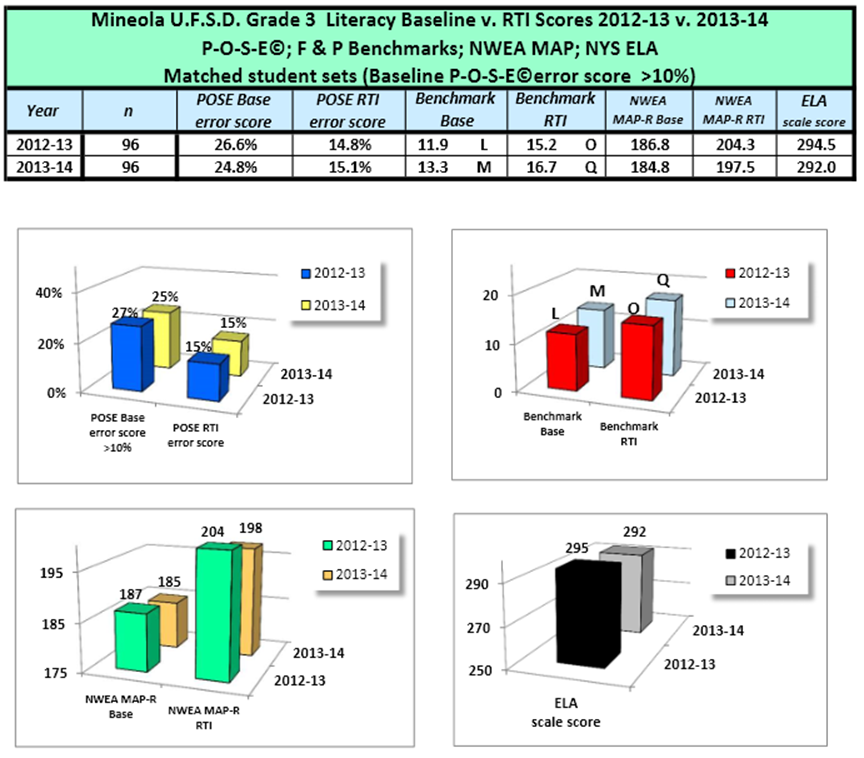 Mineola U.F.S.D. Grade 3 Literacy Baseline v. RTI Scores 2012-13 v. 2013-14
P-O-S-E©; F & P Benchmarks; NWEA MAP; NYS ELA
Matched student sets (Baseline P-O-S-E©error score >10%)
Year n POSE Base error score POSE RTI error score Benchmark Base Benchmark RTI NWEA MAP-R Base NWEA MAP-R RTI ELA scale score
2012-13 96 26.6% 14.8% 11.9 L 15.2 O 186.8 204.3 294.5
2013-14 96 24.8% 15.1% 13.3 M 16.7 Q 184.8 197.5 292.0
2012-13
2013-14
40%
20%
0%
27%
25%
15%
15%
2013-14
2012-13
POSE Base
error score
>10%
POSE RTI
error score
2012-13
2013-14
20
10
0
L
M
O
Q
2013-14
2012-13
Benchmark
Base
Benchmark
RTI
2012-13
2013-14
195
185
175
187
185
204
198
2013-14
2012-13
NWEA MAP-R
Base
NWEA MAP-R
RTI
2012-13
2013-14
290
270
250
295
292
2013-14
2012-13
ELA
scale score